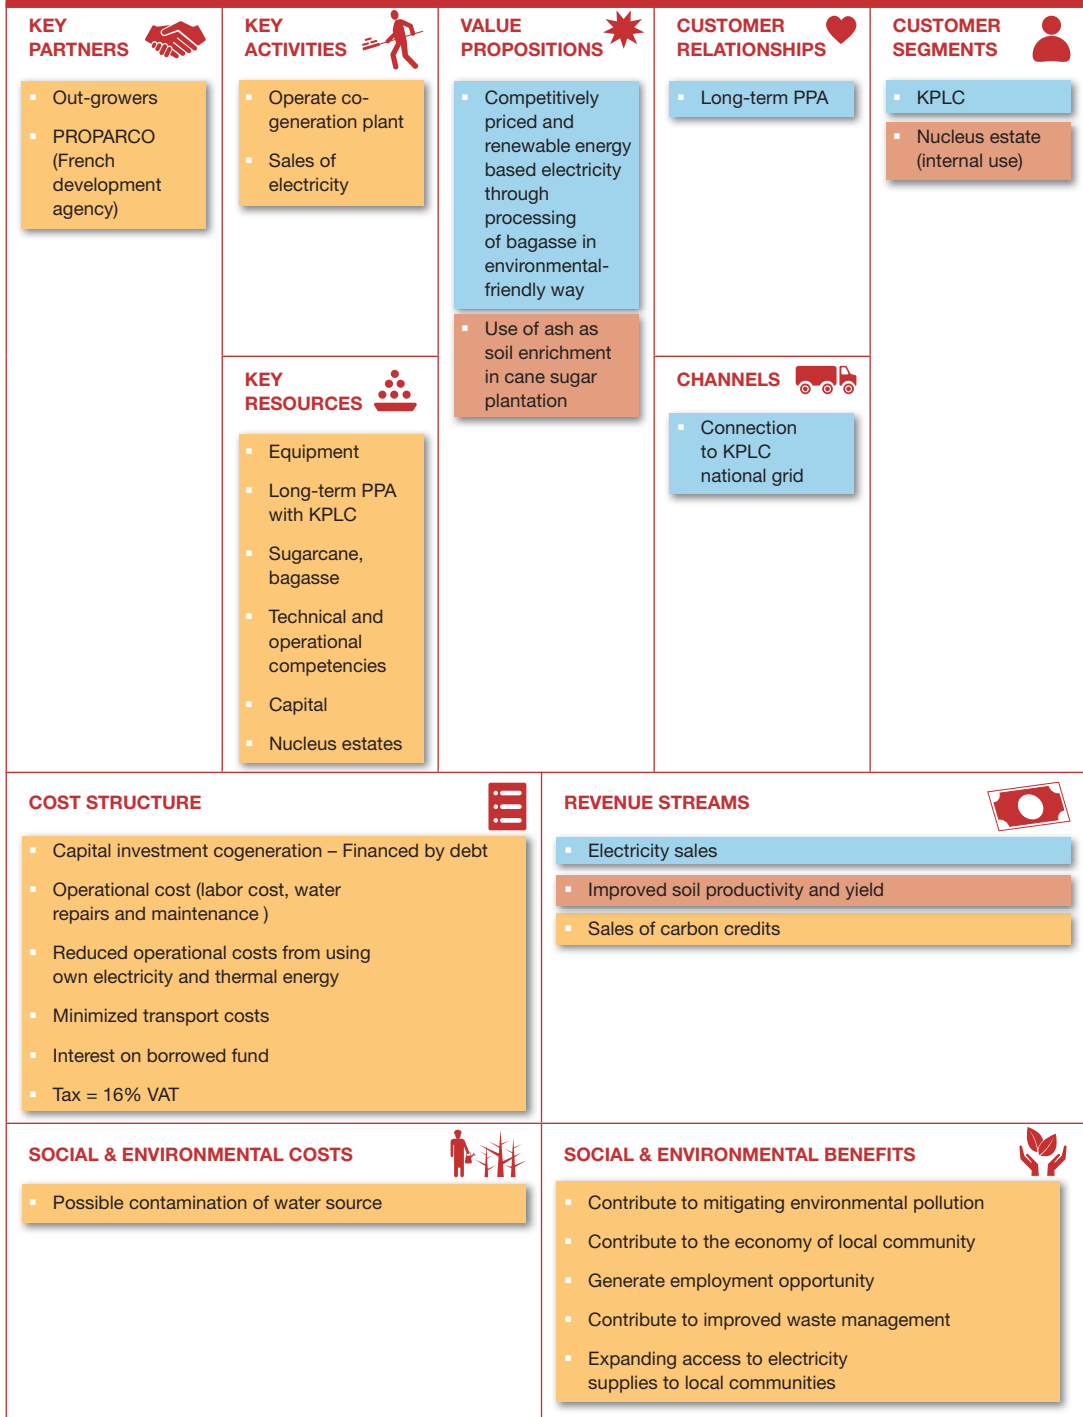 KEY
PARTNERS
▪ Out-growers
▪ PROPARCO
(French
development
agency)
KEY
ACTIVITIES
▪ Operate co-
generation plant
▪ Sales of
electricity
KEY
RESOURCES
▪ Equipment
▪ Long-term PPA
with KPLC
▪ Sugarcane,
bagasse
▪ Technical and
operational
competencies
▪ Capital
▪ Nucleus estates
VALUE
PROPOSITIONS
▪ Competitively
priced and
renewable energy
based electricity
through
processing
of bagasse in
environmental-
friendly way
▪ Use of ash as
soil enrichment
in cane sugar
plantation
CUSTOMER
RELATIONSHIPS
▪ Long-term PPA
CHANNELS
▪ Connection
to KPLC
national grid
CUSTOMER
SEGMENTS
▪ KPLC
▪ Nucleus estate
(internal use)
COST STRUCTURE
▪ Capital investment cogeneration – Financed by debt
▪ Operational cost (labor cost, water
repairs and maintenance )
▪ Reduced operational costs from using
own electricity and thermal energy
▪ Minimized transport costs
▪ Interest on borrowed fund
▪ Tax = 16% VAT
REVENUE STREAMS
▪ Electricity sales
▪ Improved soil productivity and yield
▪ Sales of carbon credits
SOCIAL & ENVIRONMENTAL COSTS
▪ Possible contamination of water source
SOCIAL & ENVIRONMENTAL BENEFITS
▪ Contribute to mitigating environmental pollution
▪ Contribute to the economy of local community
▪ Generate employment opportunity
▪ Contribute to improved waste management
▪ Expanding access to electricity
supplies to local communities